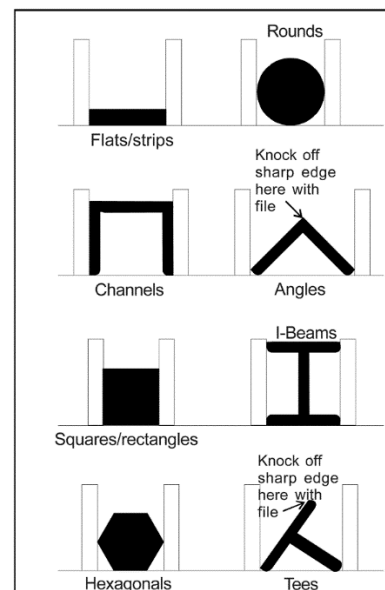 Rounds
Flats/strips
Knock off
sharp edge
here with
file
Channels
Angles
I-Beams
Squares/rectangles
Knock off
sharp edge
here with
file
Hexagonals
Tees